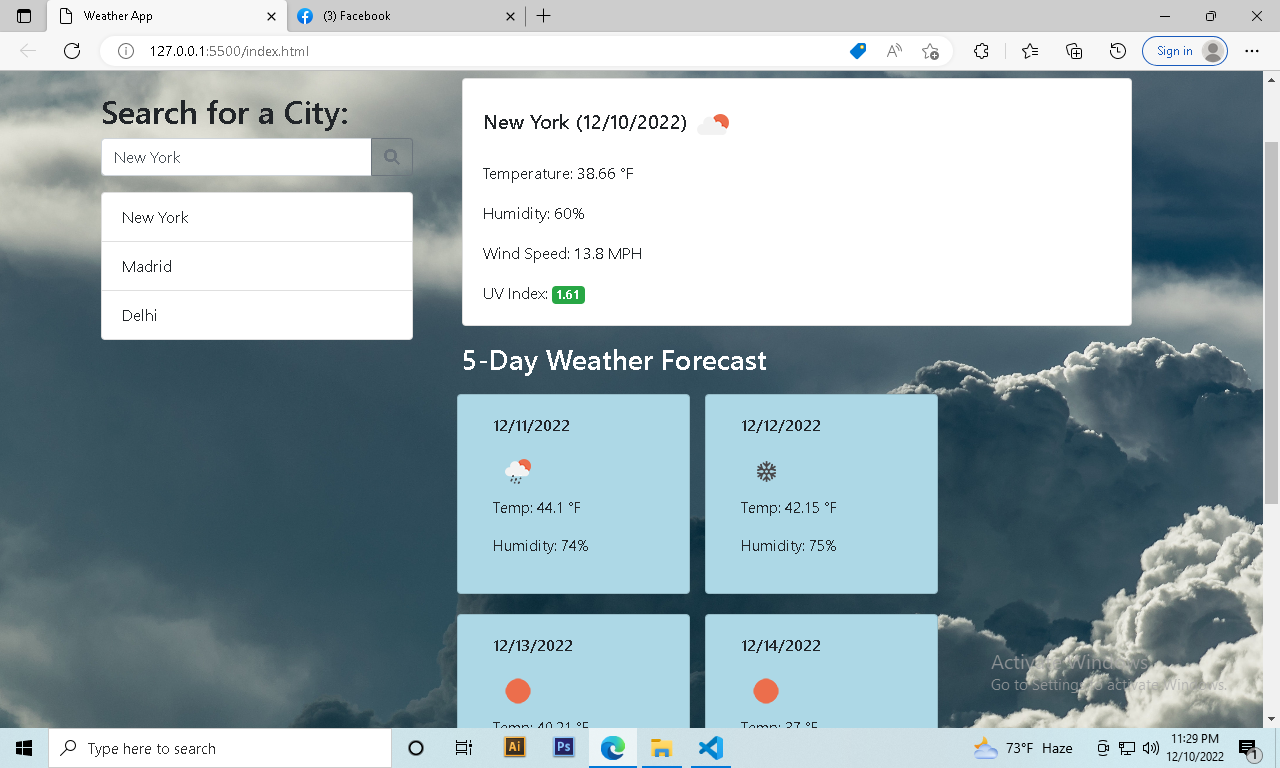 Weather App
(3) Facebook
127.0.0.1:5500/index.html
Sign in
Search for a City:
New York
New York
Madrid
Delhi
New York (12/10/2022)
Temperature: 38.66 °F
Humidity: 60%
Wind Speed: 13.8 MPH
UV Index: 1.61
5-Day Weather Forecast
12/11/2022
Temp: 44.1 °F
Humidity: 74%
12/12/2022
Temp: 42.15 °F
Humidity: 75%
12/13/2022
Temp: 40.21 °F
12/14/2022
Temp: 37 °F
Activate Windows
Go to Settings to activate Windows.
Type here to search
Ai
Ps
73°F Haze
11:29 PM
12/10/2022
1